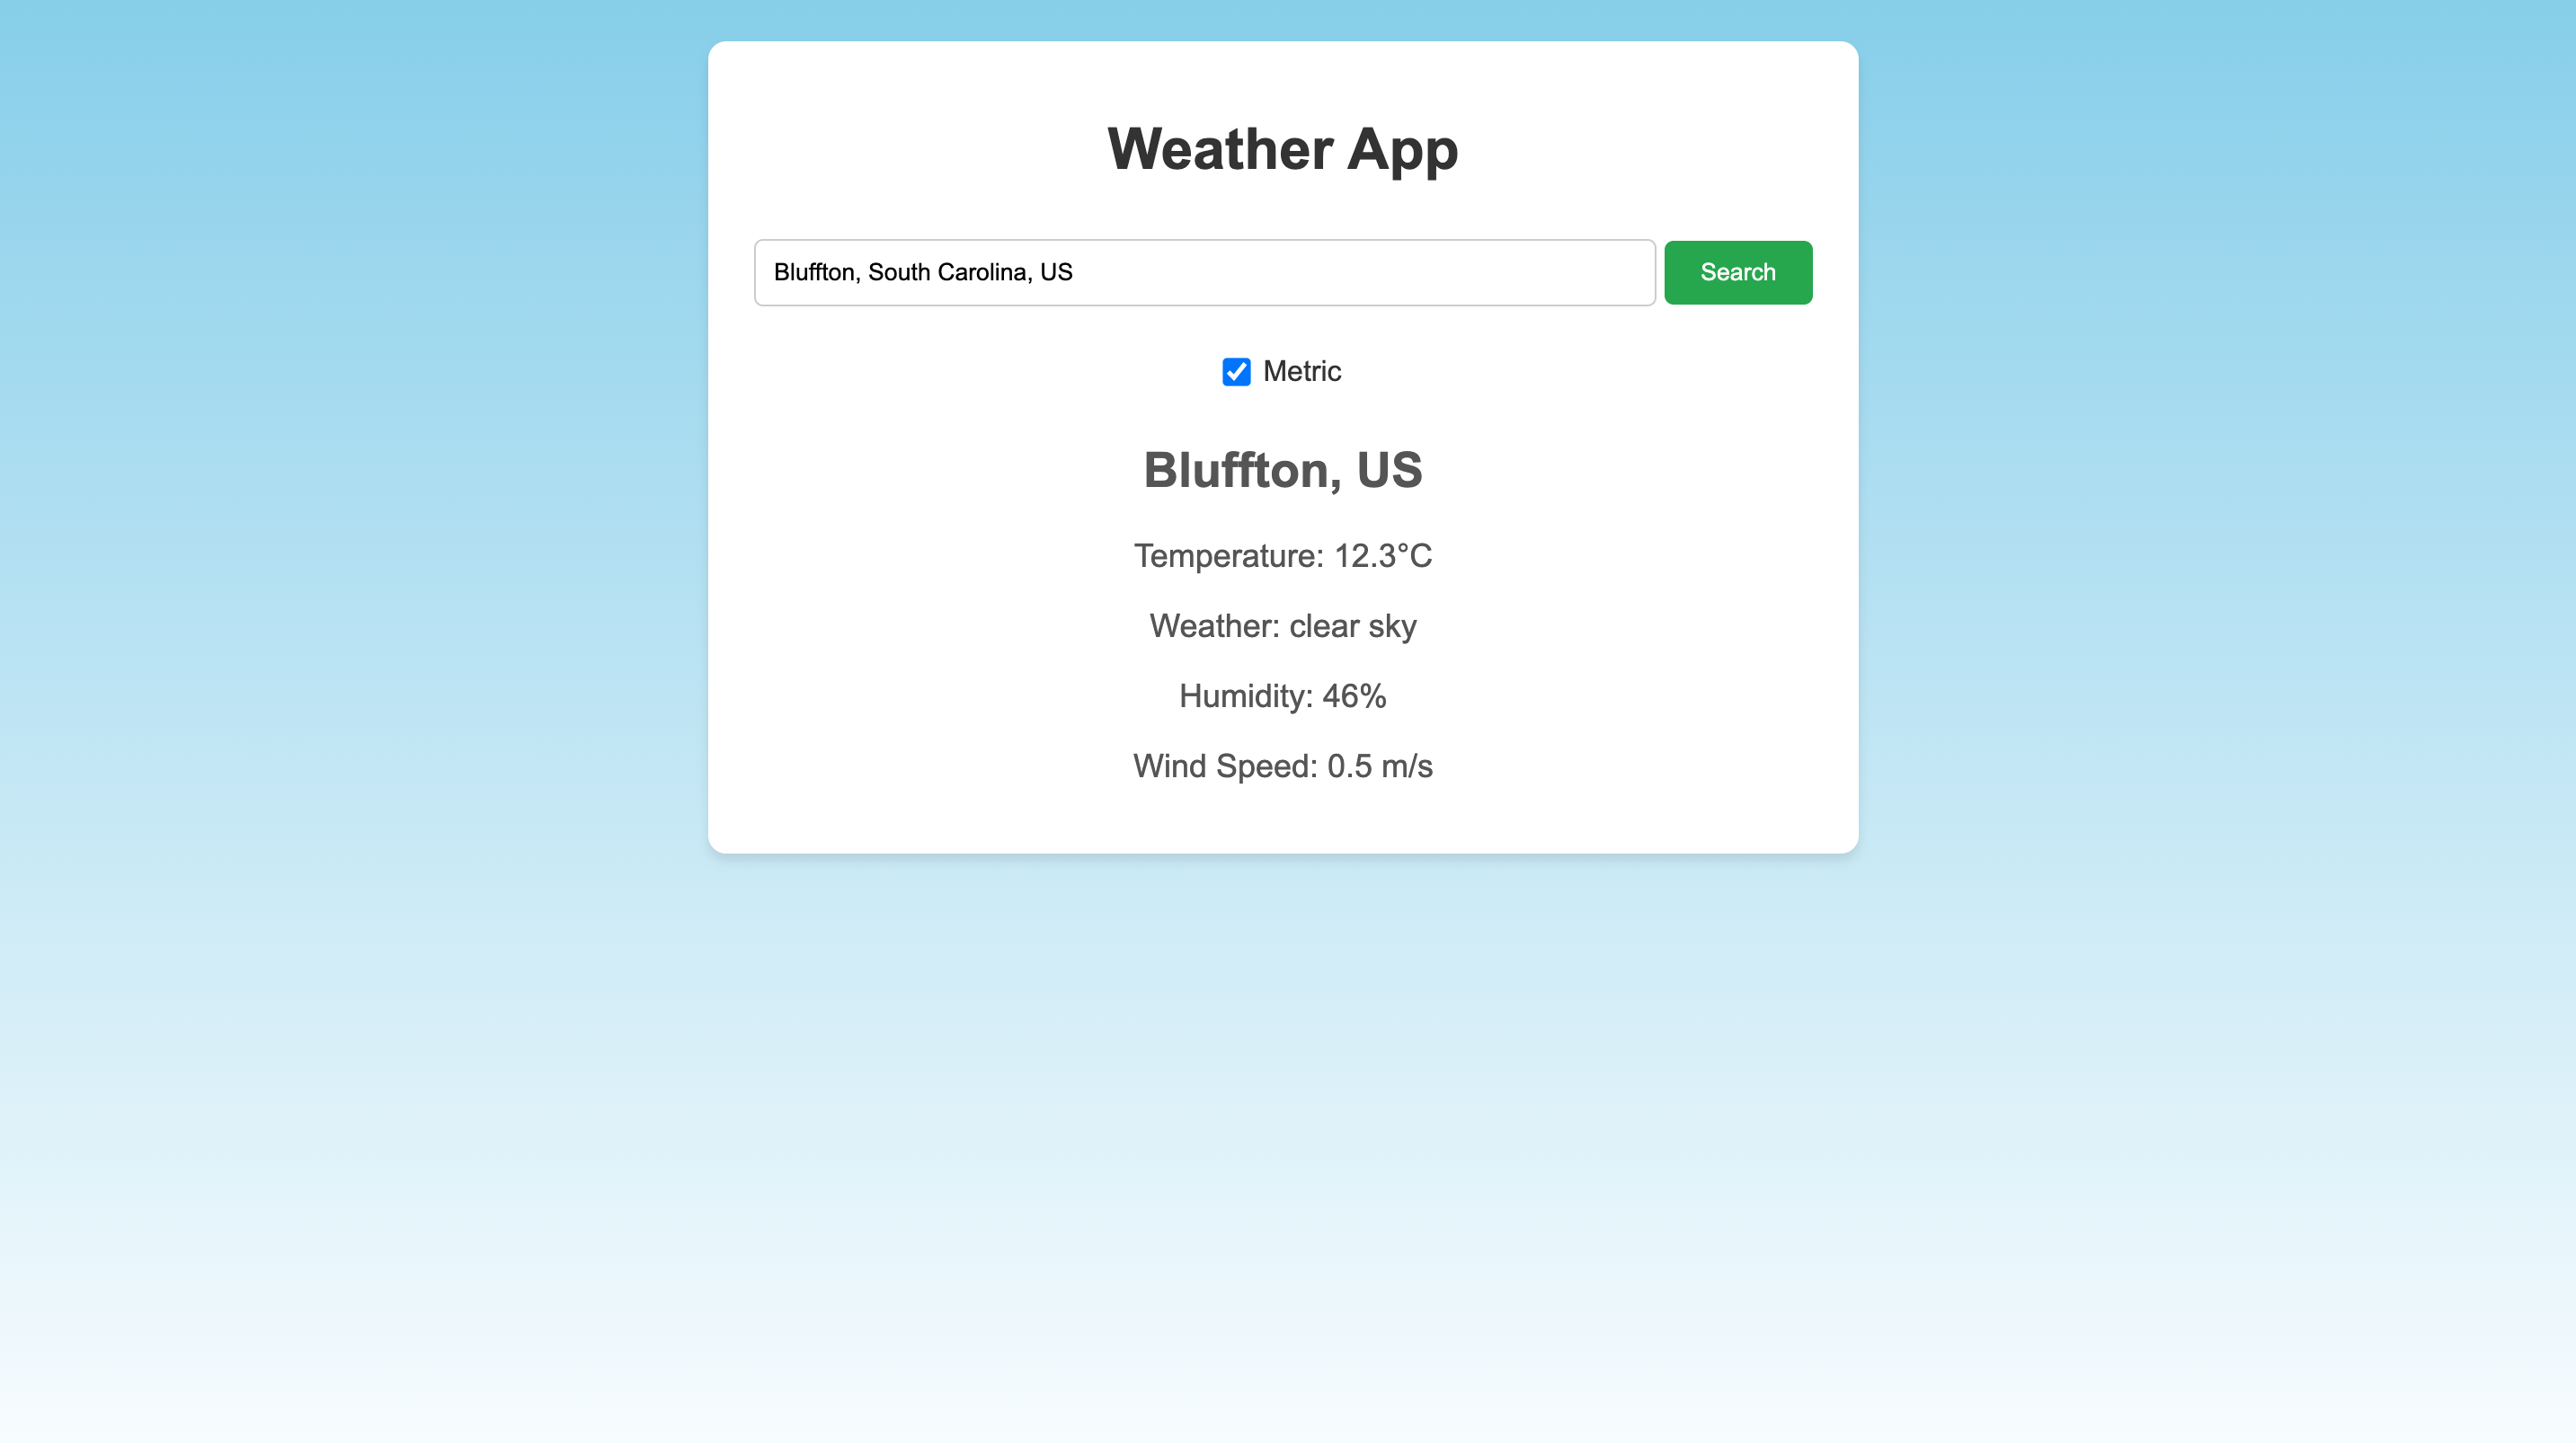 Weather App
Bluffton, South Carolina, US
Search
Metric
Bluffton, US
Temperature: 12.3°C
Weather: clear sky
Humidity: 46%
Wind Speed: 0.5 m/s